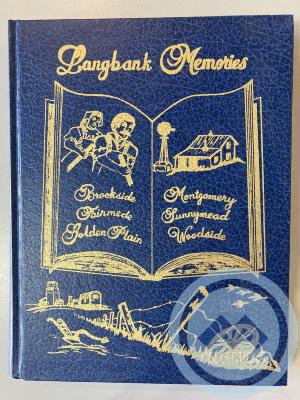 Langbank Memories
Brookside
Fairmede
Golden Plain
Montgomery
Sunnymead
Woodside